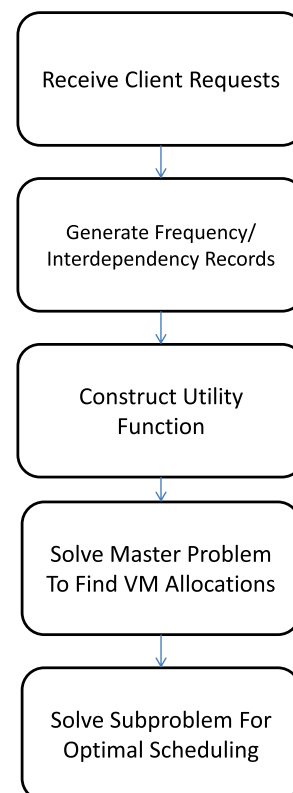 Receive Client Requests
Generate Frequency/
Interdependency Records
Construct Utility
Function
Solve Master Problem
To Find VM Allocations
Solve Subproblem For
Optimal Scheduling